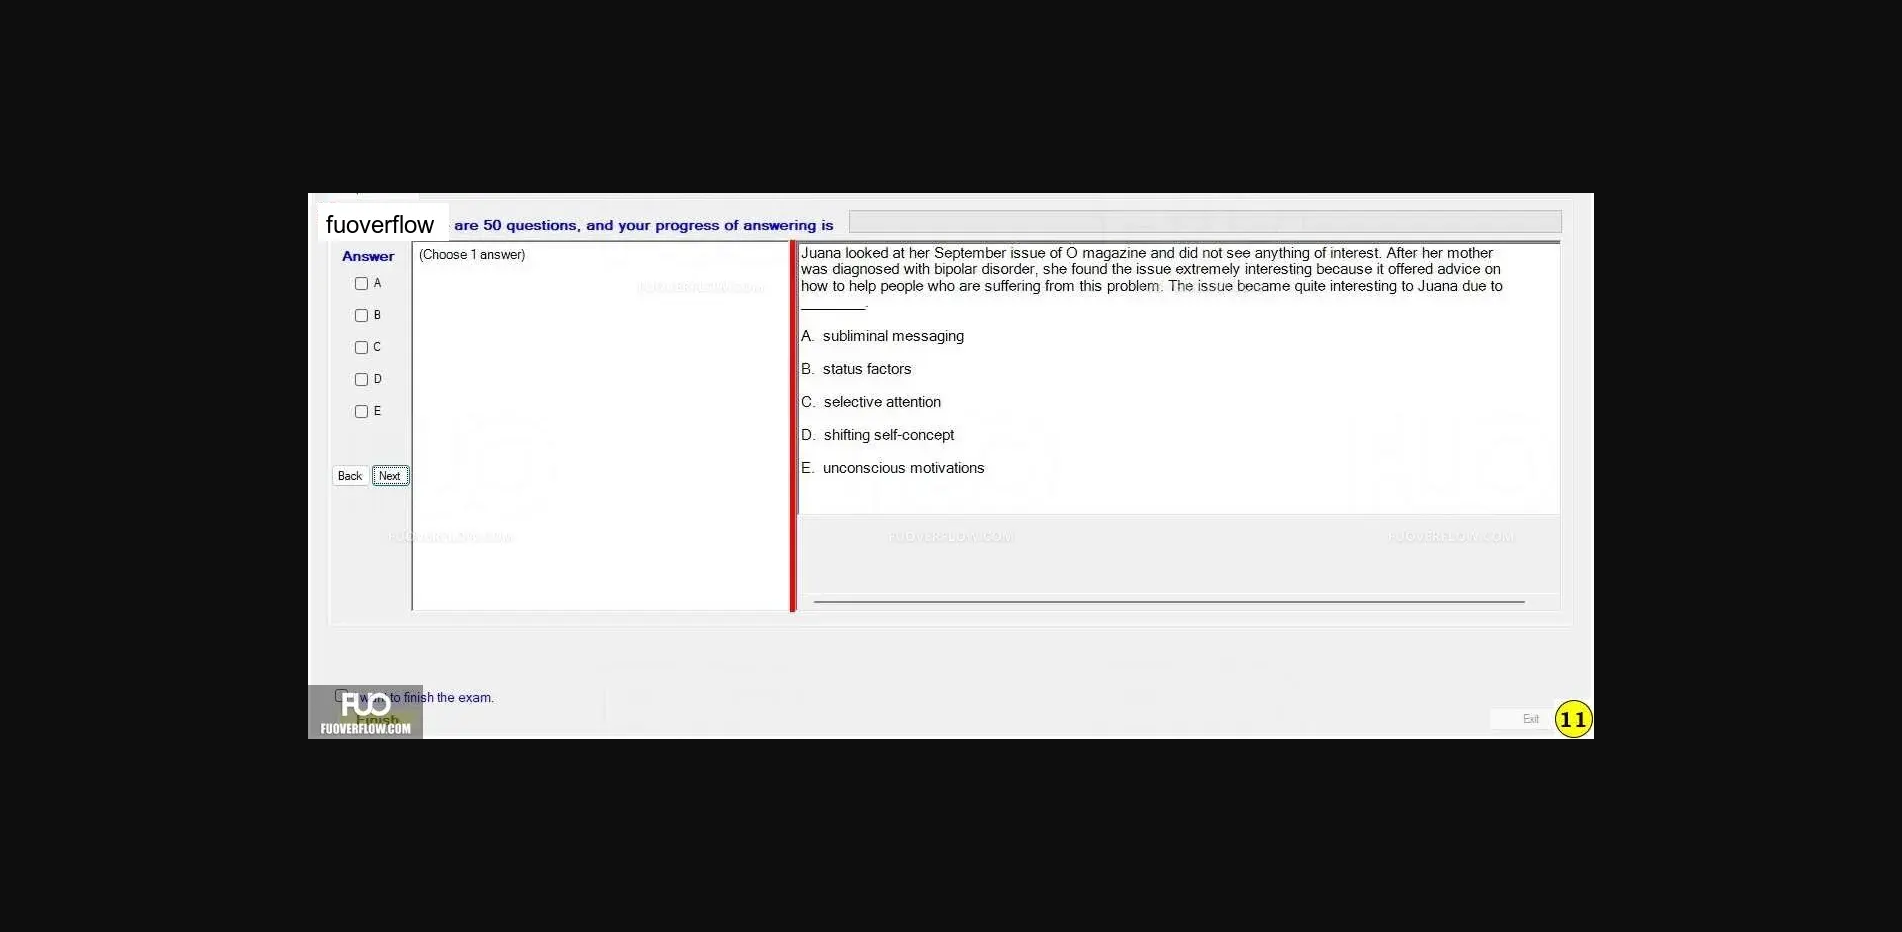 fuoverflow are 50 questions, and your progress of answering is
Answer
(Choose 1 answer)
A
B
C
D
E
Back Next
Juana looked at her September issue of O magazine and did not see anything of interest. After her mother
was diagnosed with bipolar disorder, she found the issue extremely interesting because it offered advice on
how to help people who are suffering from this problem. The issue became quite interesting to Juana due to
________.
A. subliminal messaging
B. status factors
C. selective attention
D. shifting self-concept
E. unconscious motivations
FUOVERFLOW.COM
FUOVERFLOW.COM FUOVERFLOW.COM FUOVERFLOW.COM
I want to finish the exam.
FUO
Finish
FUOVERFLOW.COM
Exit
11